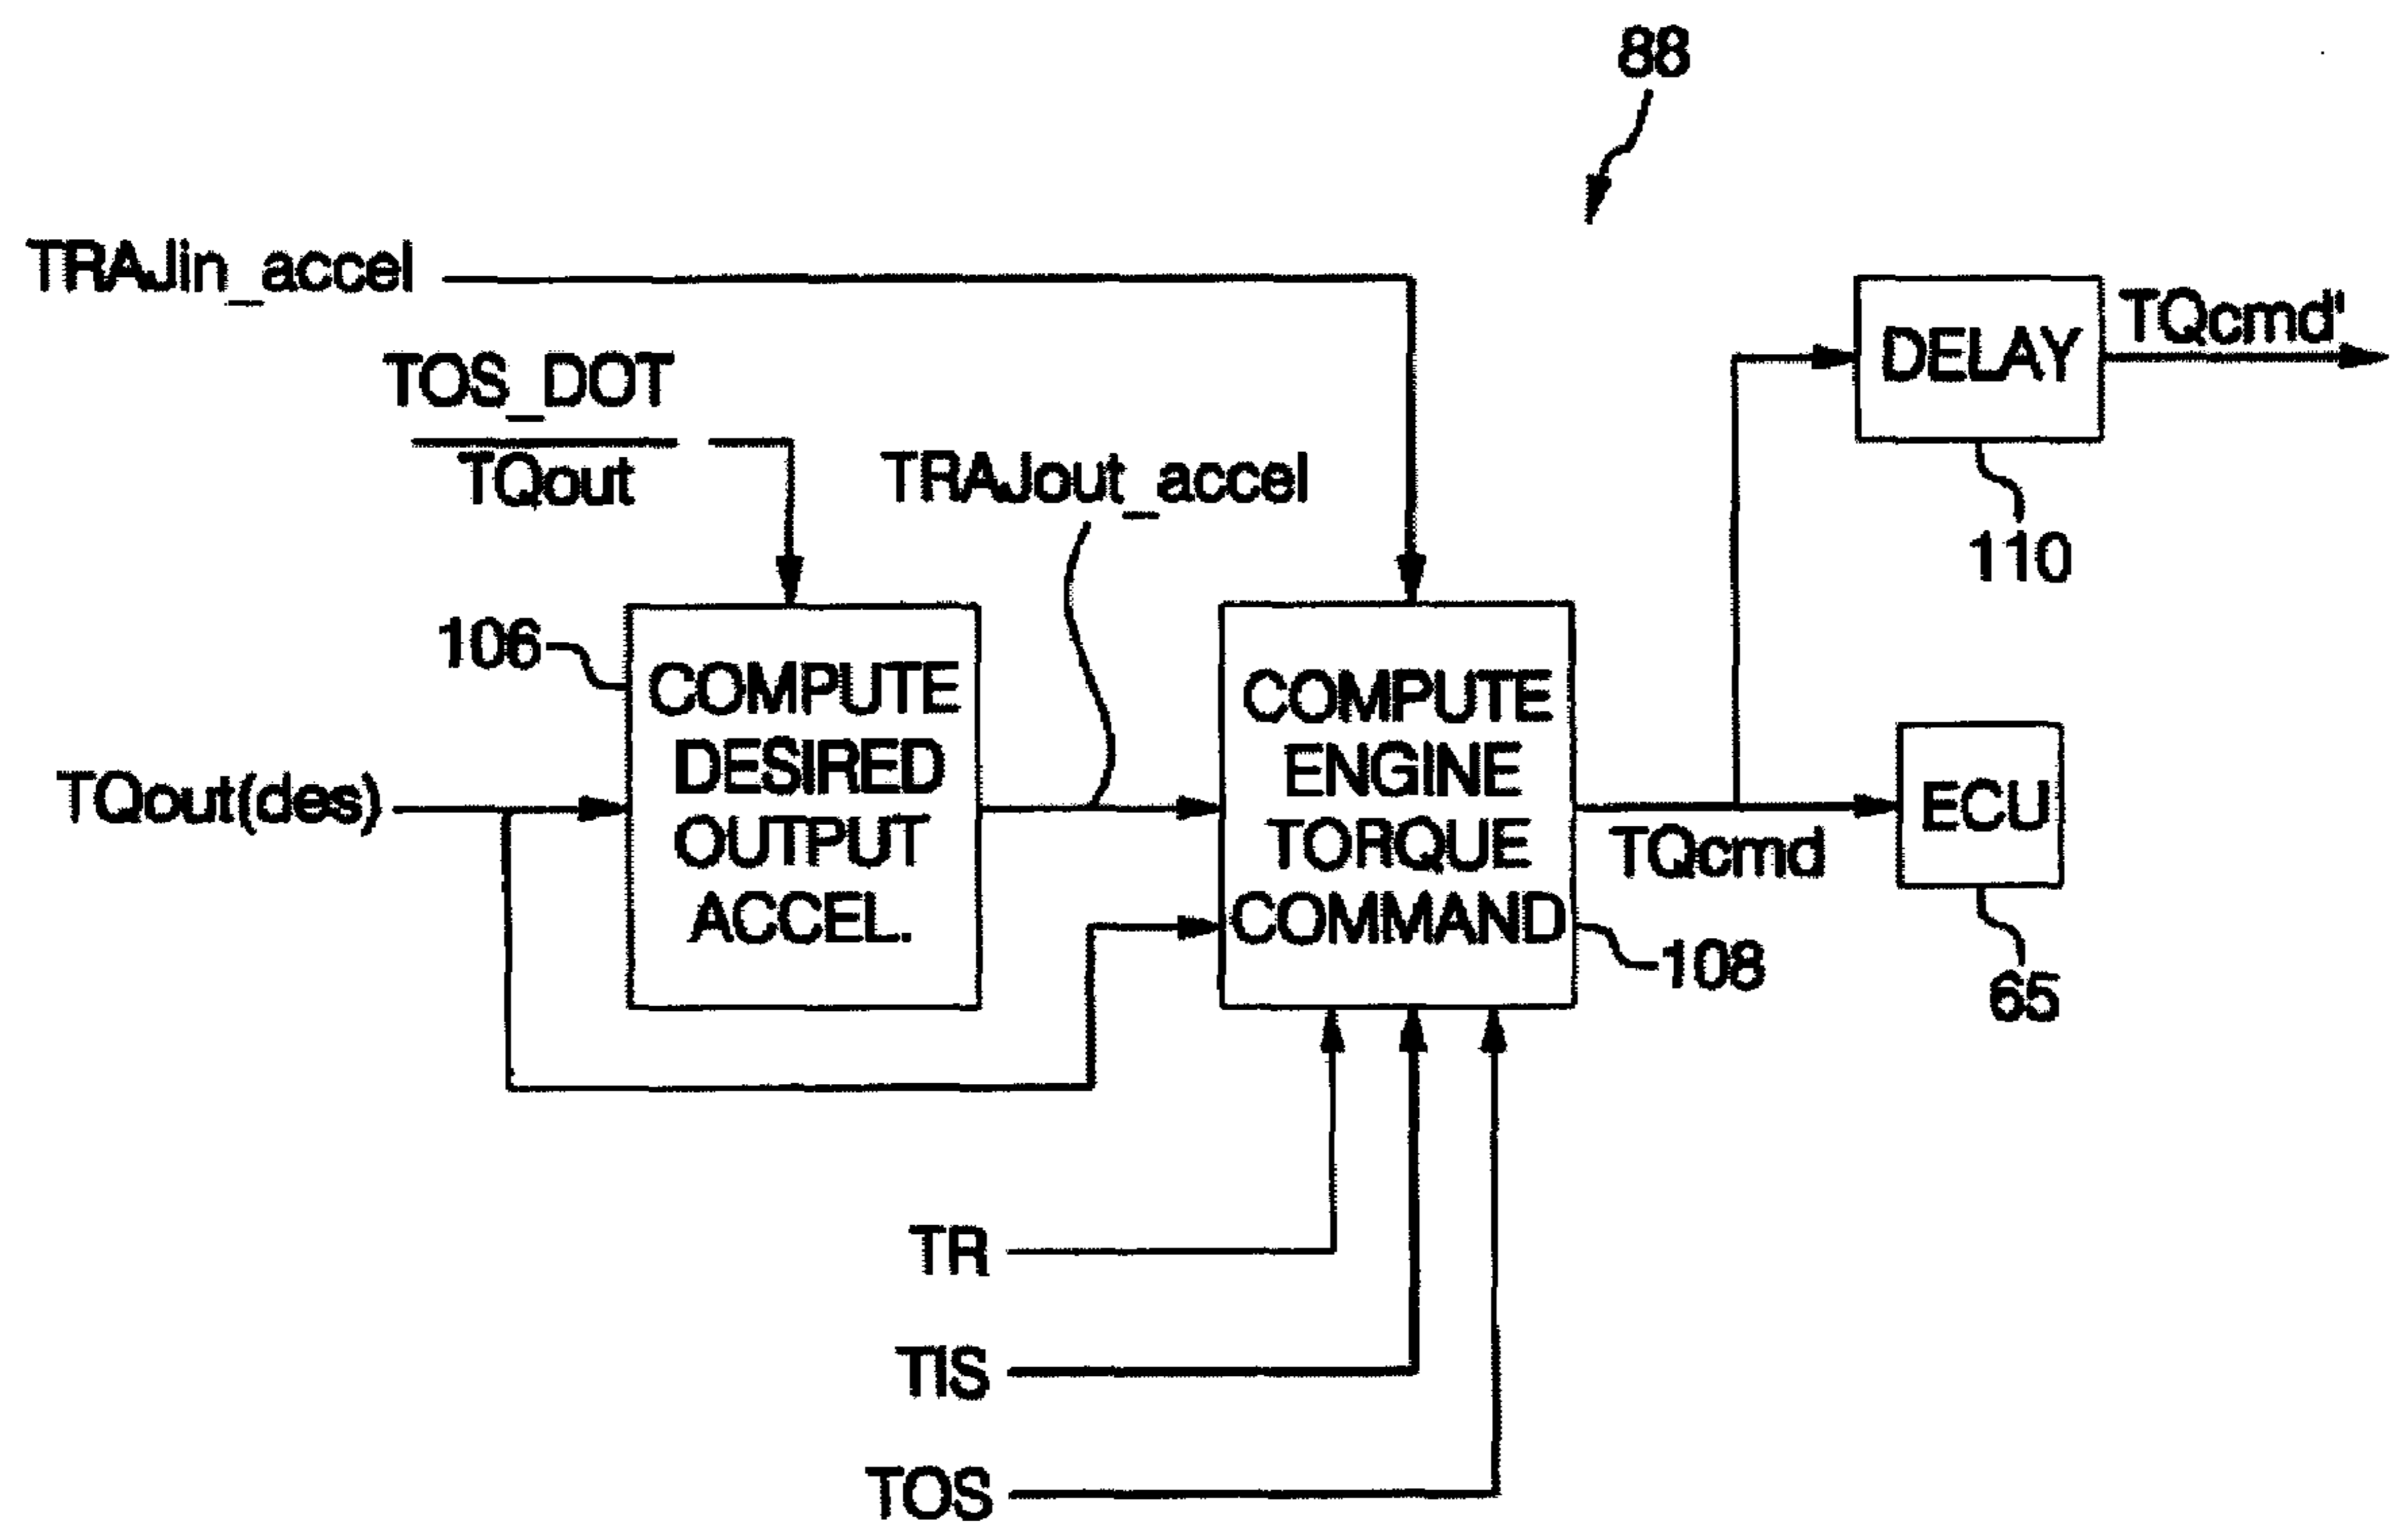 88
TRAJin_accel
TOS_DOT
TQout
TRAJout_accel
DELAY
TQcmd'
110
106
COMPUTE
DESIRED
OUTPUT
ACCEL.
COMPUTE
ENGINE
TORQUE
COMMAND
TQout(des)
ECU
TQcmd
108
65
TR
TIS
TOS